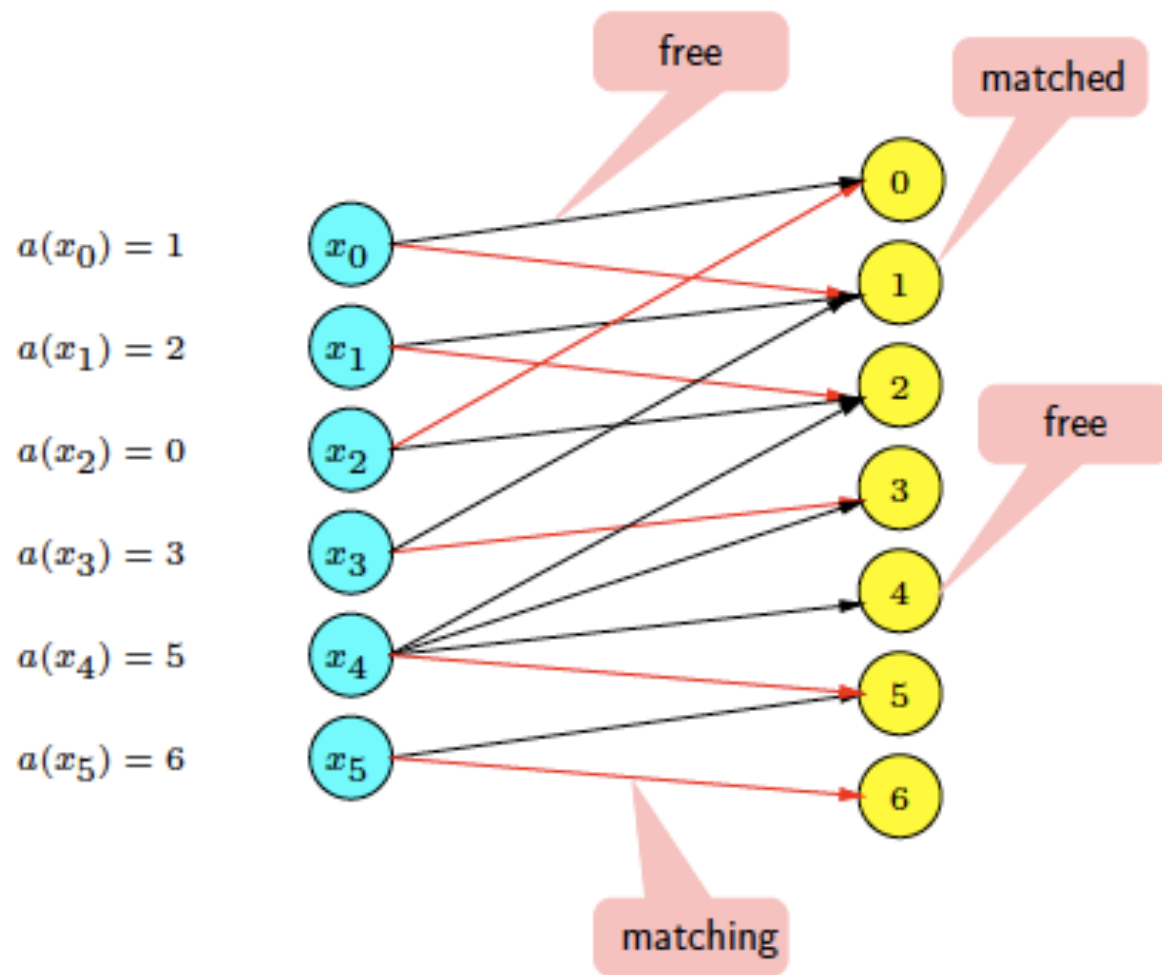 free
matched
0
a(x₀) = 1
x₀
1
a(x₁) = 2
x₁
2
free
a(x₂) = 0
x₂
3
a(x₃) = 3
x₃
4
a(x₄) = 5
x₄
5
a(x₅) = 6
x₅
6
matching